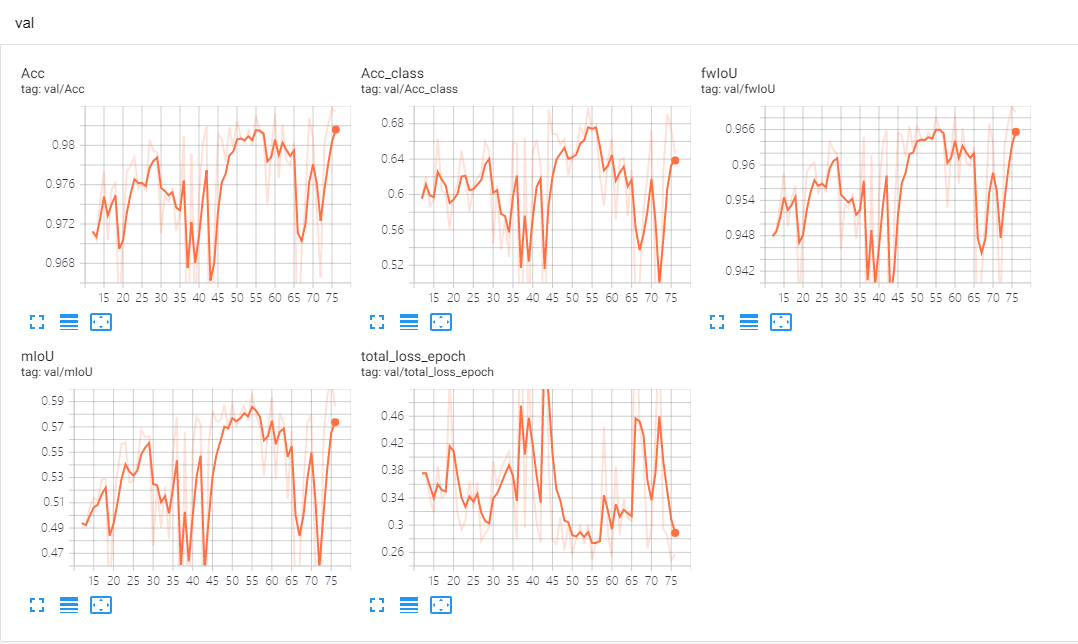 val
Acc
tag: val/Acc
0.98
0.976
0.972
0.968
15 20 25 30 35 40 45 50 55 60 65 70 75
Acc_class
tag: val/Acc_class
0.68
0.64
0.6
0.56
0.52
15 20 25 30 35 40 45 50 55 60 65 70 75
fwIoU
tag: val/fwIoU
0.966
0.96
0.954
0.948
0.942
15 20 25 30 35 40 45 50 55 60 65 70 75
mIoU
tag: val/mIoU
0.59
0.57
0.55
0.53
0.51
0.49
0.47
15 20 25 30 35 40 45 50 55 60 65 70 75
total_loss_epoch
tag: val/total_loss_epoch
0.46
0.42
0.38
0.34
0.3
0.26
15 20 25 30 35 40 45 50 55 60 65 70 75